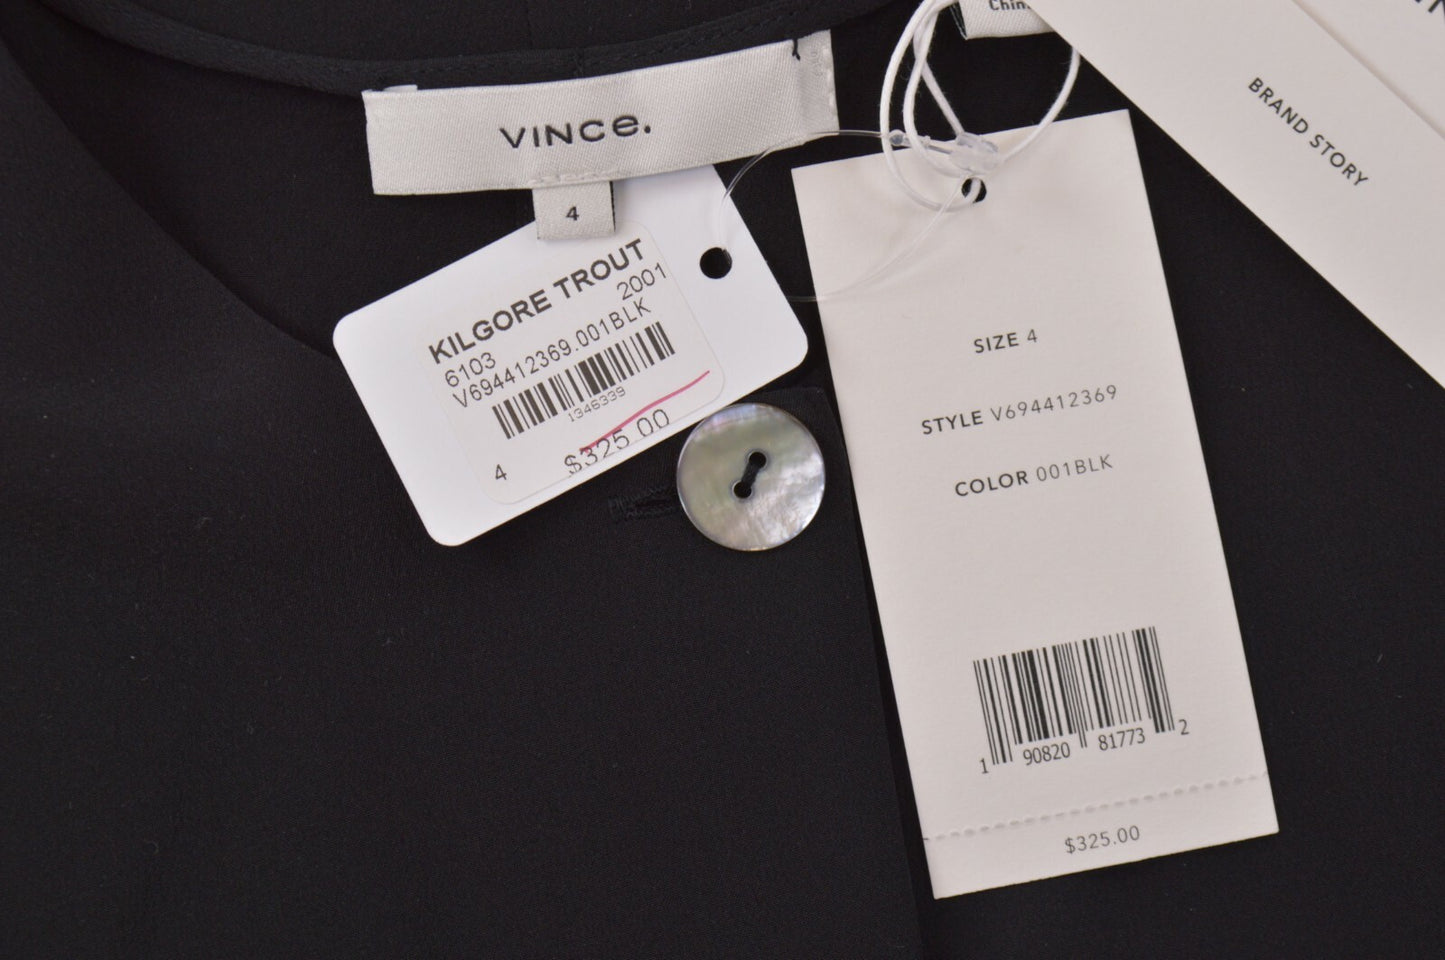 VINCe.
4
KILGORE TROUT
6103 2001
V694412369.001BLK
1346339
4 $325.00
SIZE 4
STYLE V694412369
COLOR 001BLK
1 90820 81773 2
$325.00
BRAND STORY